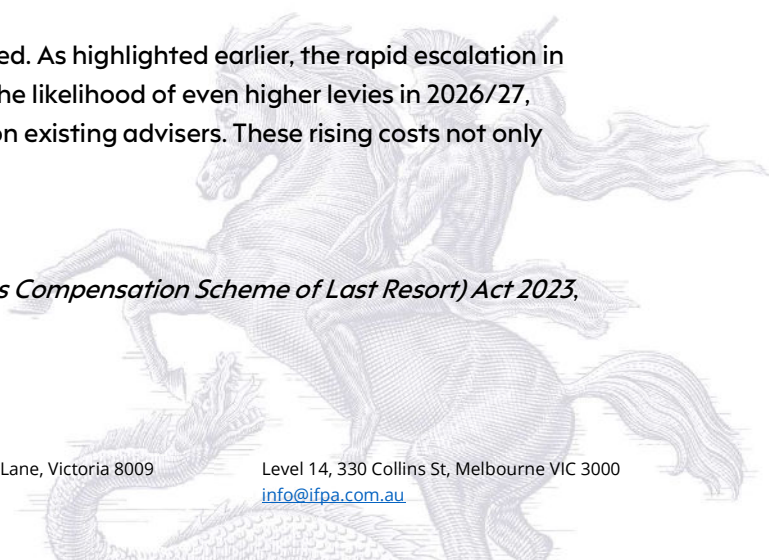 ed. As highlighted earlier, the rapid escalation in
he likelihood of even higher levies in 2026/27,
on existing advisers. These rising costs not only
s Compensation Scheme of Last Resort) Act 2023,
Lane, Victoria 8009
Level 14, 330 Collins St, Melbourne VIC 3000
info@ifpa.com.au